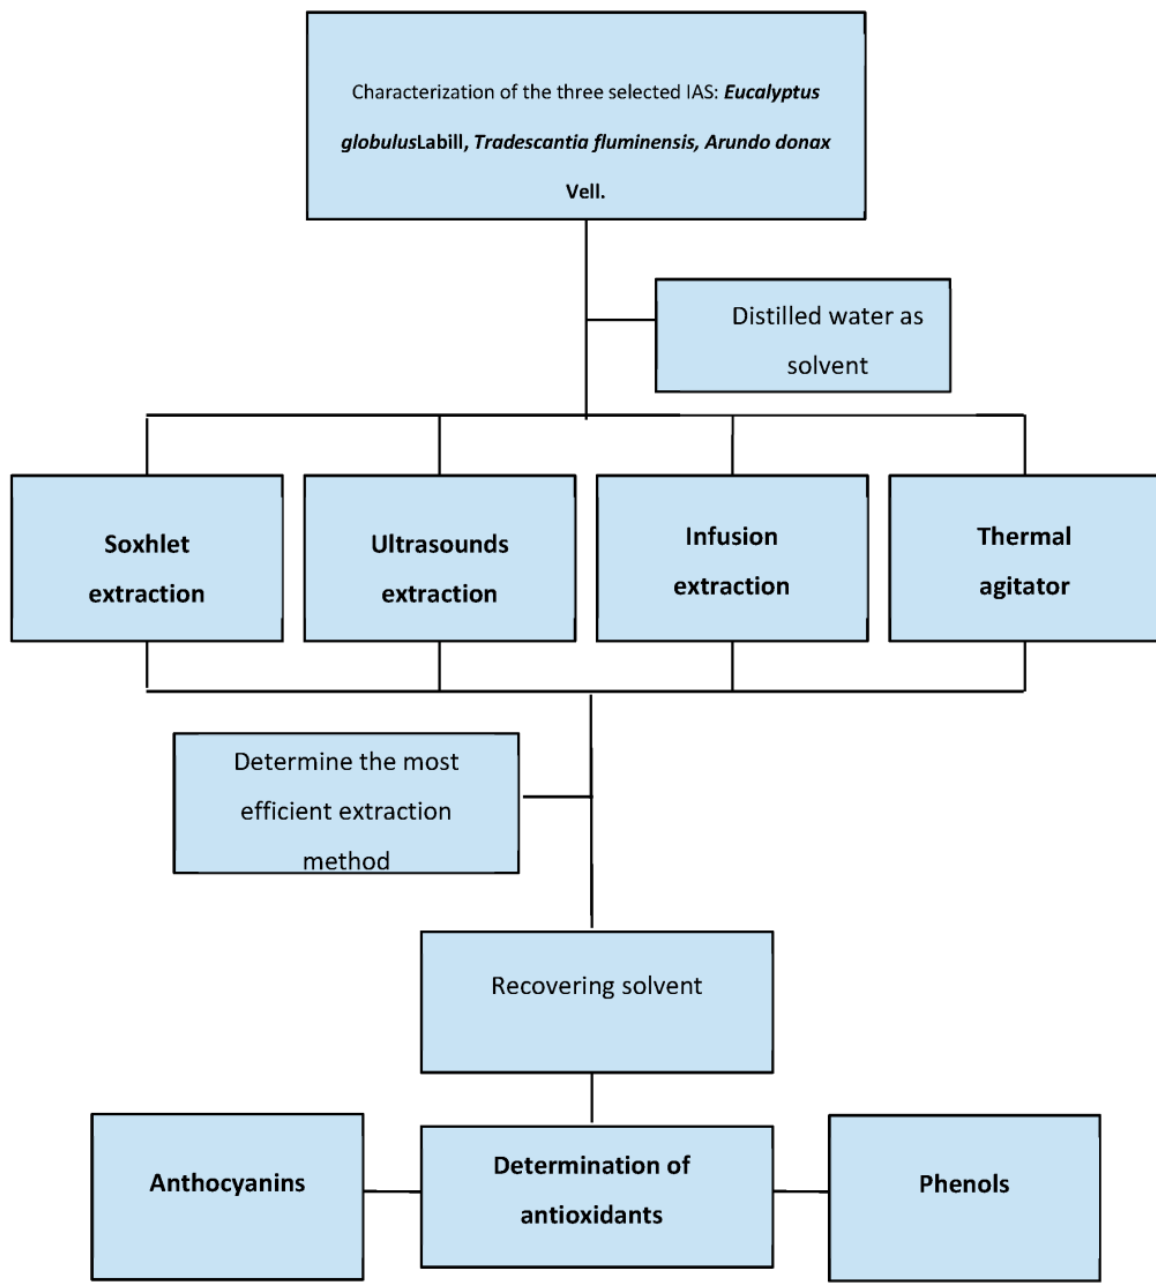 Characterization of the three selected IAS: Eucalyptus
globulusLabill, Tradescantia fluminensis, Arundo donax
Vell.
Distilled water as
solvent
Soxhlet
extraction
Ultrasounds
extraction
Infusion
extraction
Thermal
agitator
Determine the most
efficient extraction
method
Recovering solvent
Anthocyanins
Determination of
antioxidants
Phenols